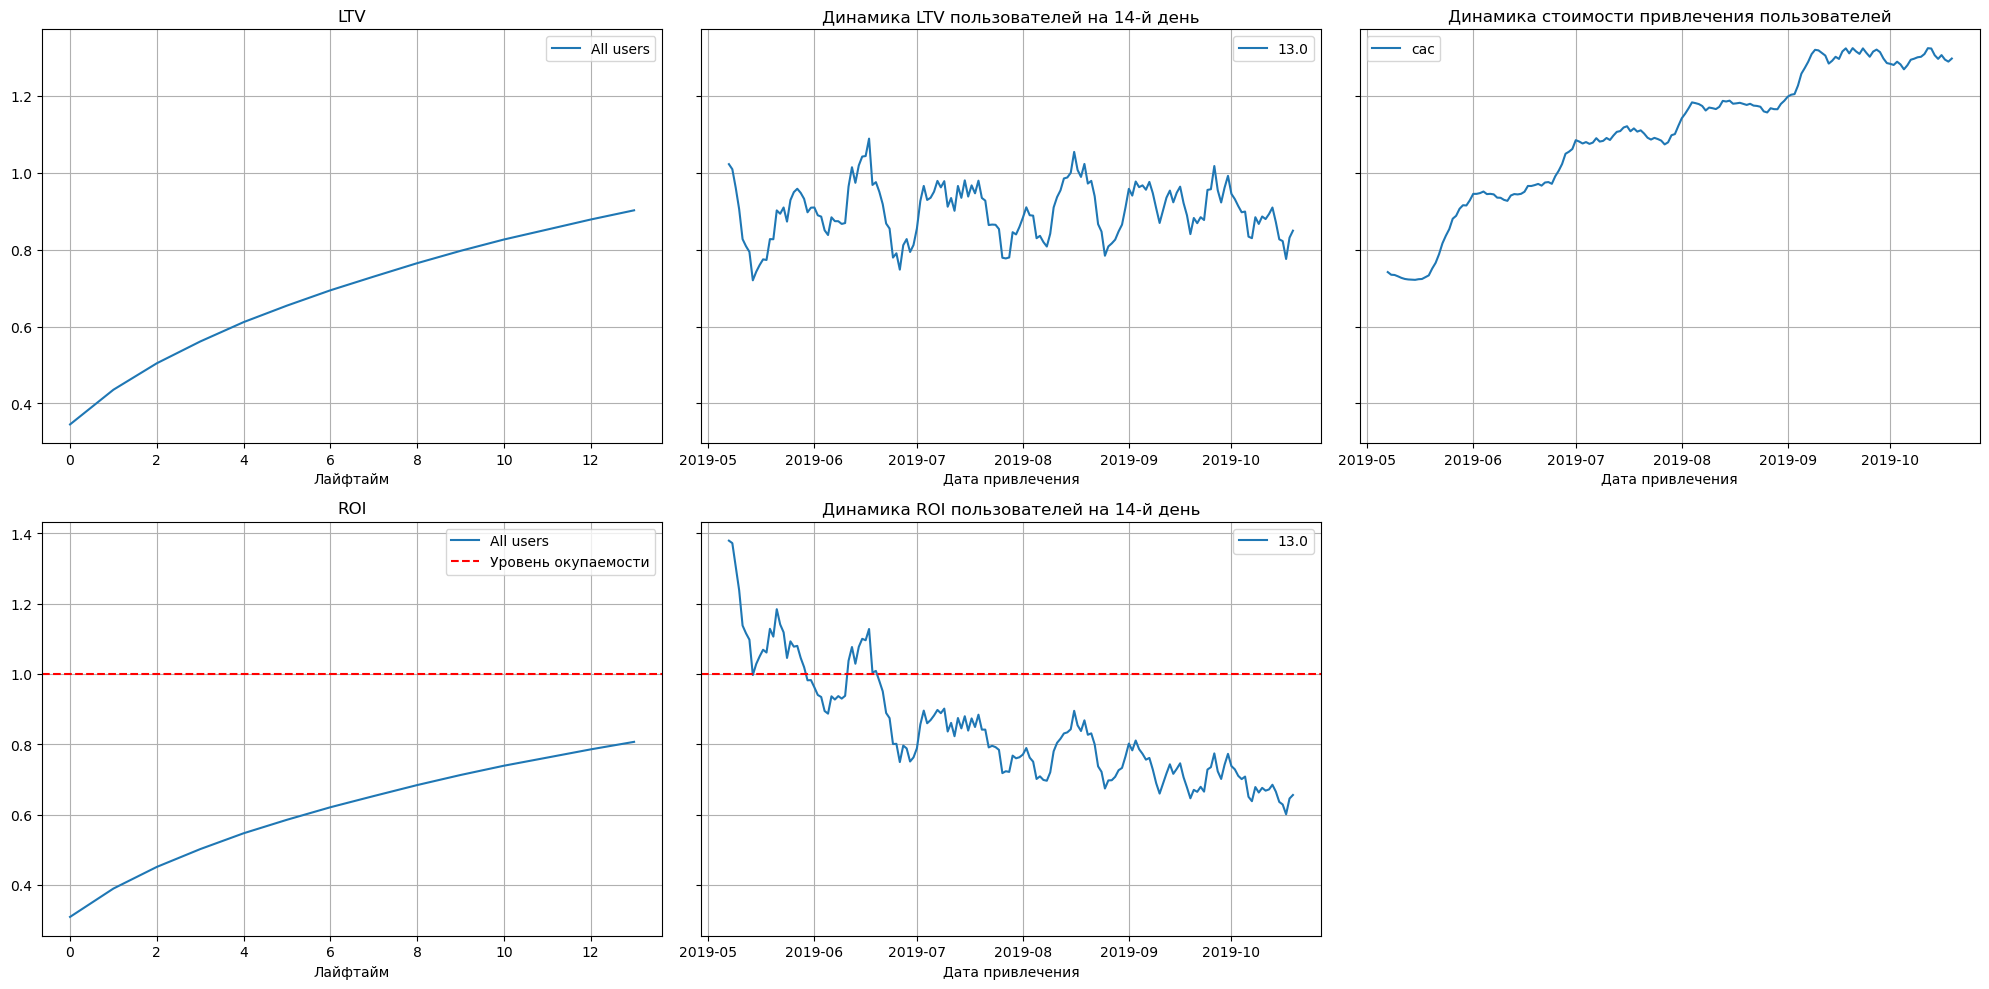 LTV
All users
1.2
1.0
0.8
0.6
0.4
0 2 4 6 8 10 12
Лайфтайм
Динамика LTV пользователей на 14-й день
13.0
2019-05 2019-06 2019-07 2019-08 2019-09 2019-10
Дата привлечения
Динамика стоимости привлечения пользователей
cac
2019-05 2019-06 2019-07 2019-08 2019-09 2019-10
Дата привлечения
ROI
All users
Уровень окупаемости
1.4
1.2
1.0
0.8
0.6
0.4
0 2 4 6 8 10 12
Лайфтайм
Динамика ROI пользователей на 14-й день
13.0
2019-05 2019-06 2019-07 2019-08 2019-09 2019-10
Дата привлечения